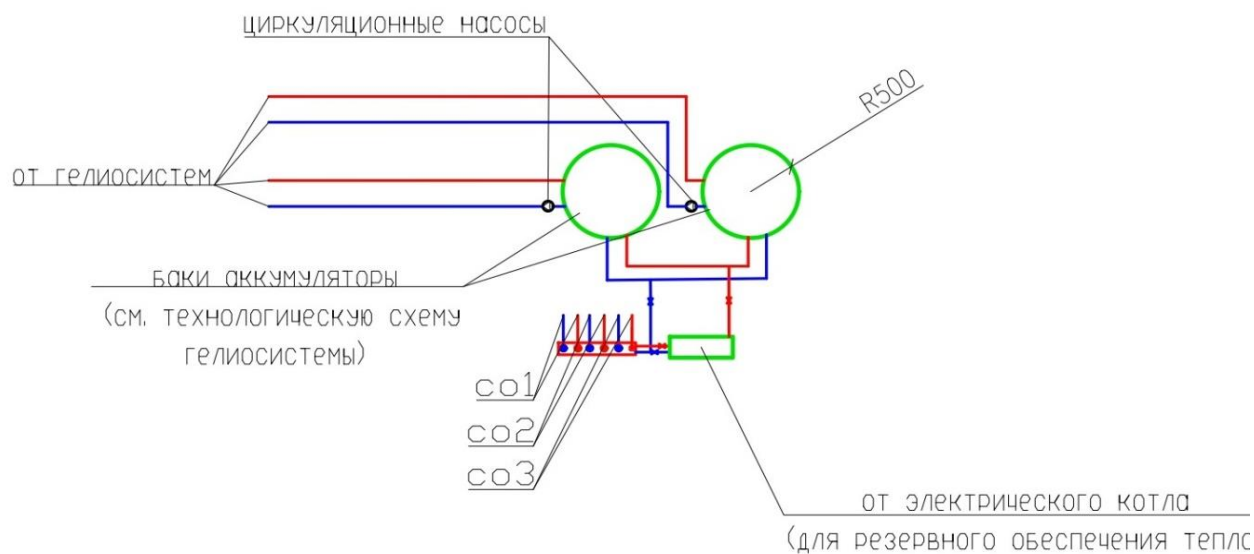 циркуляционные насосы
R500
от гелиосистем
баки аккумуляторы
(см. технологическую схему
гелиосистемы)
со1
со2
со3
от электрического котла
(для резервного обеспечения тепло